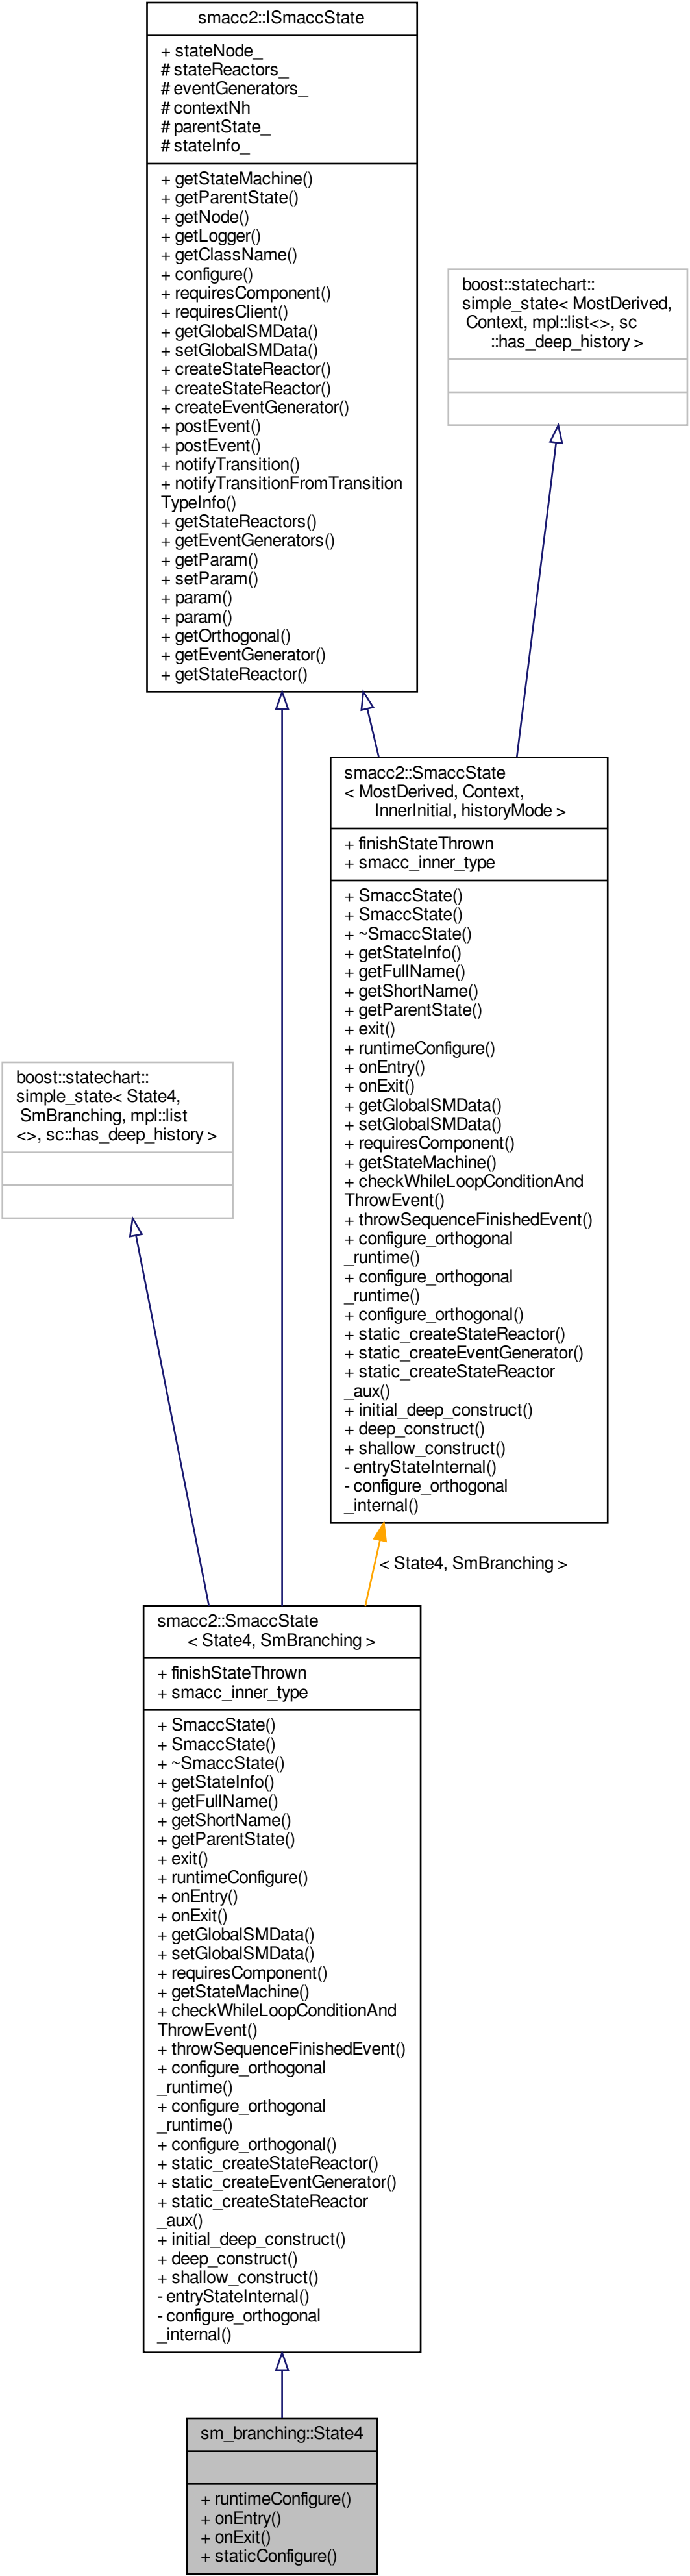 smacc2::ISmaccState
+ stateNode_
# stateReactors_
# eventGenerators_
# contextNh
# parentState_
# stateInfo_
+ getStateMachine()
+ getParentState()
+ getNode()
+ getLogger()
+ getClassName()
+ configure()
+ requiresComponent()
+ requiresClient()
+ getGlobalSMData()
+ setGlobalSMData()
+ createStateReactor()
+ createStateReactor()
+ createEventGenerator()
+ postEvent()
+ postEvent()
+ notifyTransition()
+ notifyTransitionFromTransition
TypeInfo()
+ getStateReactors()
+ getEventGenerators()
+ getParam()
+ setParam()
+ param()
+ param()
+ getOrthogonal()
+ getEventGenerator()
+ getStateReactor()
boost::statechart::
simple_state< MostDerived,
Context, mpl::list<>, sc
::has_deep_history >
smacc2::SmaccState
< MostDerived, Context,
InnerInitial, historyMode >
+ finishStateThrown
+ smacc_inner_type
+ SmaccState()
+ SmaccState()
+ ~SmaccState()
+ getStateInfo()
+ getFullName()
+ getShortName()
+ getParentState()
+ exit()
+ runtimeConfigure()
+ onEntry()
+ onExit()
+ getGlobalSMData()
+ setGlobalSMData()
+ requiresComponent()
+ getStateMachine()
+ checkWhileLoopConditionAnd
ThrowEvent()
+ throwSequenceFinishedEvent()
+ configure_orthogonal
_runtime()
+ configure_orthogonal
_runtime()
+ configure_orthogonal()
+ static_createStateReactor()
+ static_createEventGenerator()
+ static_createStateReactor
_aux()
+ initial_deep_construct()
+ deep_construct()
+ shallow_construct()
- entryStateInternal()
- configure_orthogonal
_internal()
boost::statechart::
simple_state< State4,
SmBranching, mpl::list
<>, sc::has_deep_history >
< State4, SmBranching >
smacc2::SmaccState
< State4, SmBranching >
+ finishStateThrown
+ smacc_inner_type
+ SmaccState()
+ SmaccState()
+ ~SmaccState()
+ getStateInfo()
+ getFullName()
+ getShortName()
+ getParentState()
+ exit()
+ runtimeConfigure()
+ onEntry()
+ onExit()
+ getGlobalSMData()
+ setGlobalSMData()
+ requiresComponent()
+ getStateMachine()
+ checkWhileLoopConditionAnd
ThrowEvent()
+ throwSequenceFinishedEvent()
+ configure_orthogonal
_runtime()
+ configure_orthogonal
_runtime()
+ configure_orthogonal()
+ static_createStateReactor()
+ static_createEventGenerator()
+ static_createStateReactor
_aux()
+ initial_deep_construct()
+ deep_construct()
+ shallow_construct()
- entryStateInternal()
- configure_orthogonal
_internal()
sm_branching::State4
+ runtimeConfigure()
+ onEntry()
+ onExit()
+ staticConfigure()